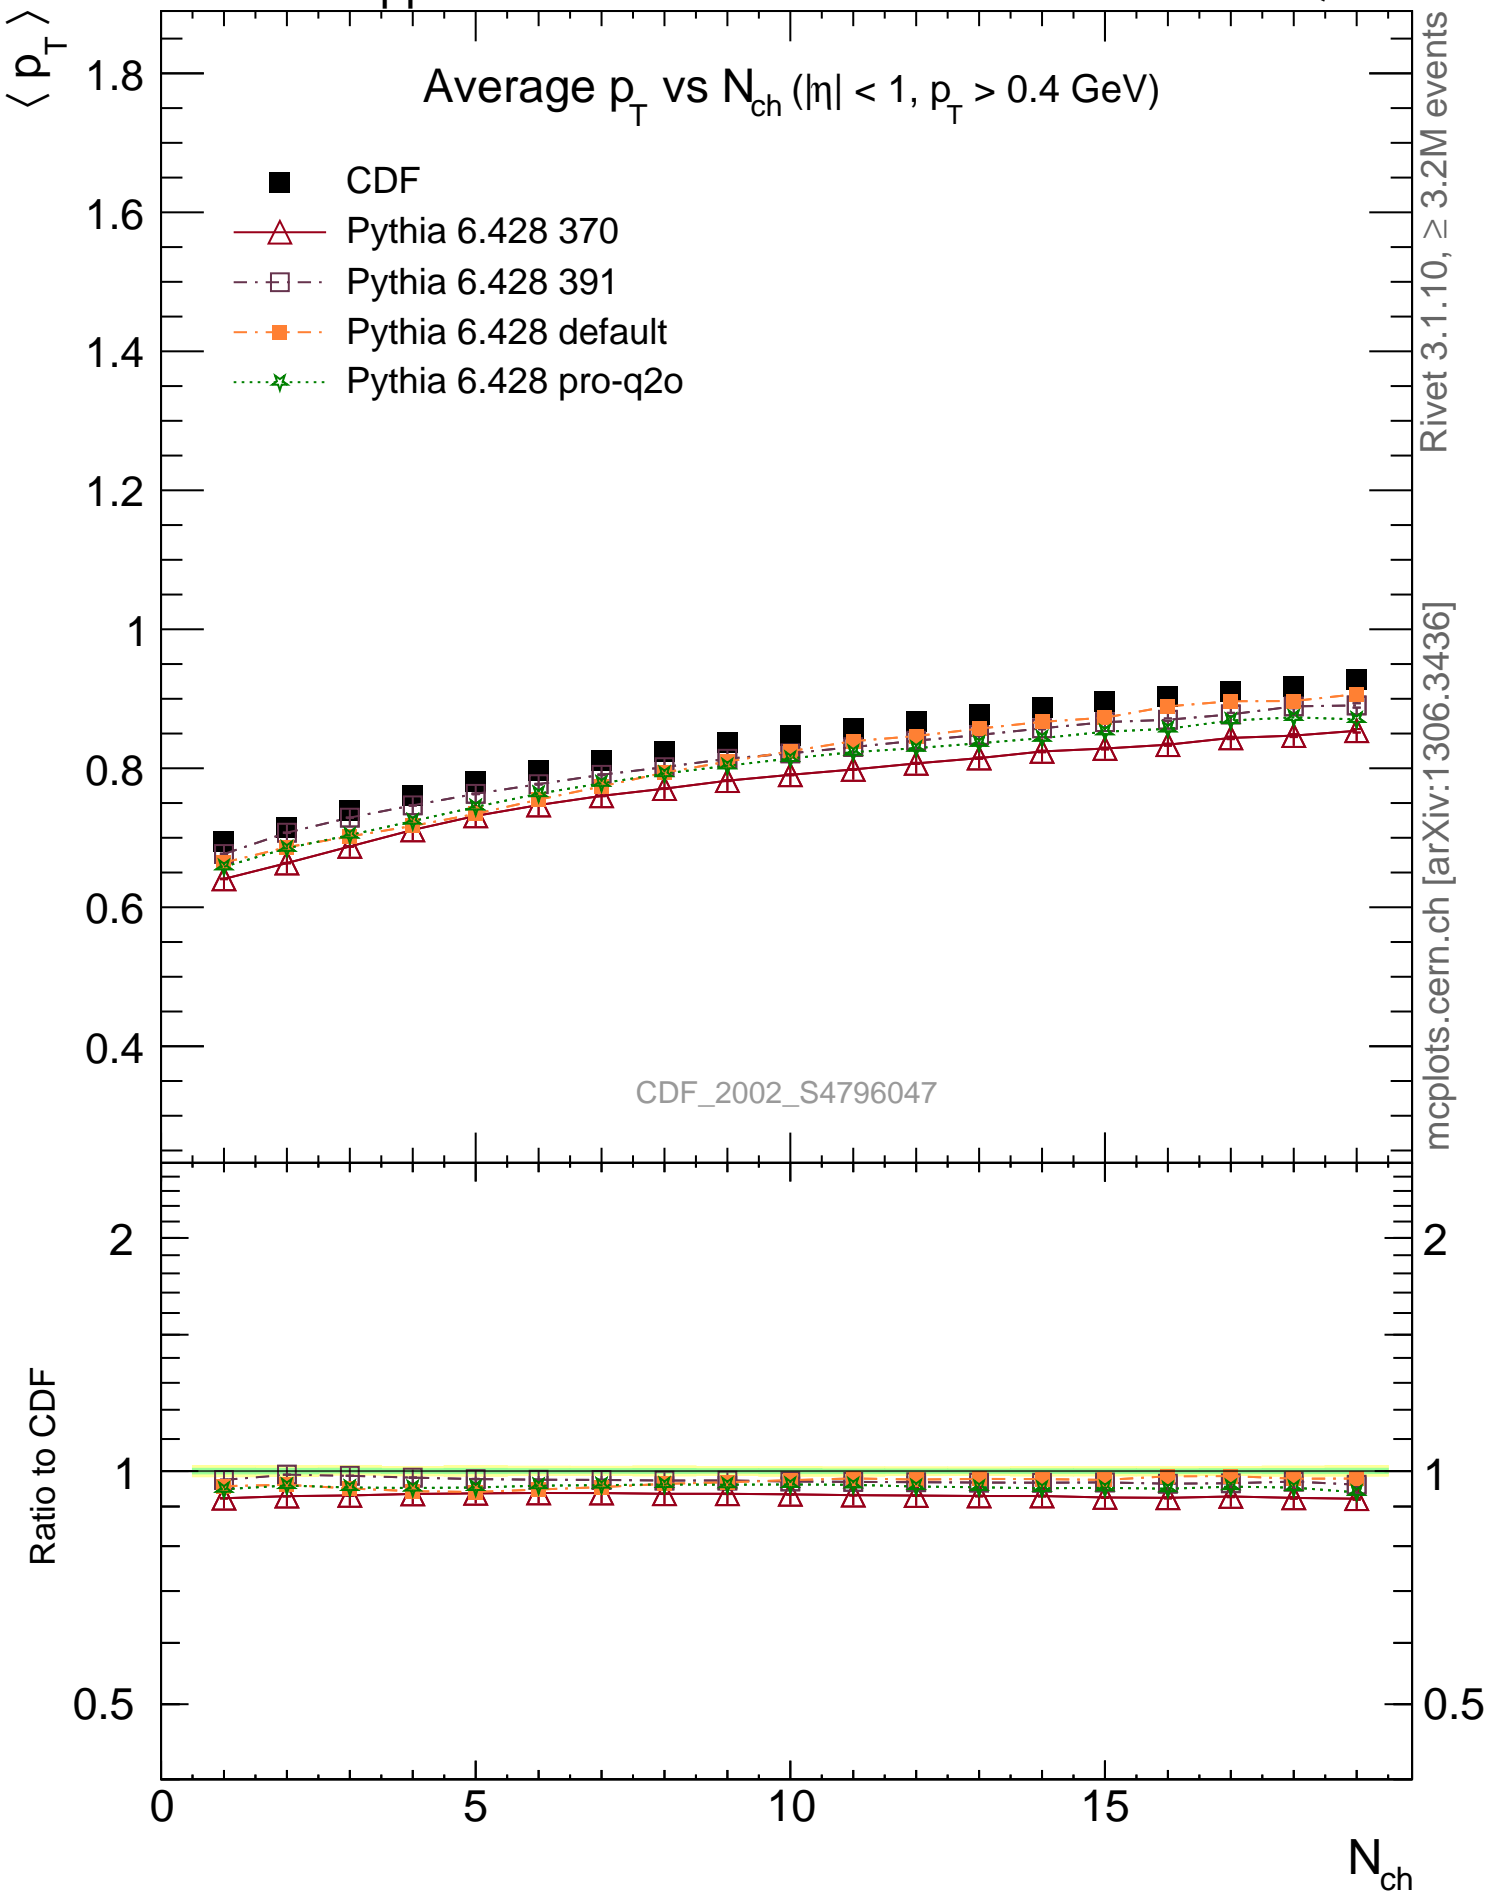 ⟨ p_T ⟩
Average p_T vs N_ch (|η| < 1, p_T > 0.4 GeV)
CDF
Pythia 6.428 370
Pythia 6.428 391
Pythia 6.428 default
Pythia 6.428 pro-q2o
1.8
1.6
1.4
1.2
1
0.8
0.6
0.4
CDF_2002_S4796047
Rivet 3.1.10, ≥ 3.2M events
mcplots.cern.ch [arXiv:1306.3436]
Ratio to CDF
2
1
0.5
2
1
0.5
0 5 10 15
N_ch